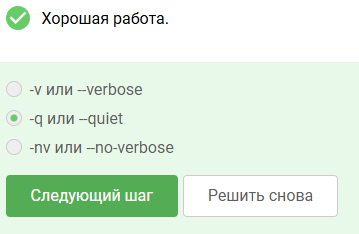 Хорошая работа.
-v или --verbose
-q или --quiet
-nv или --no-verbose
Следующий шаг
Решить снова